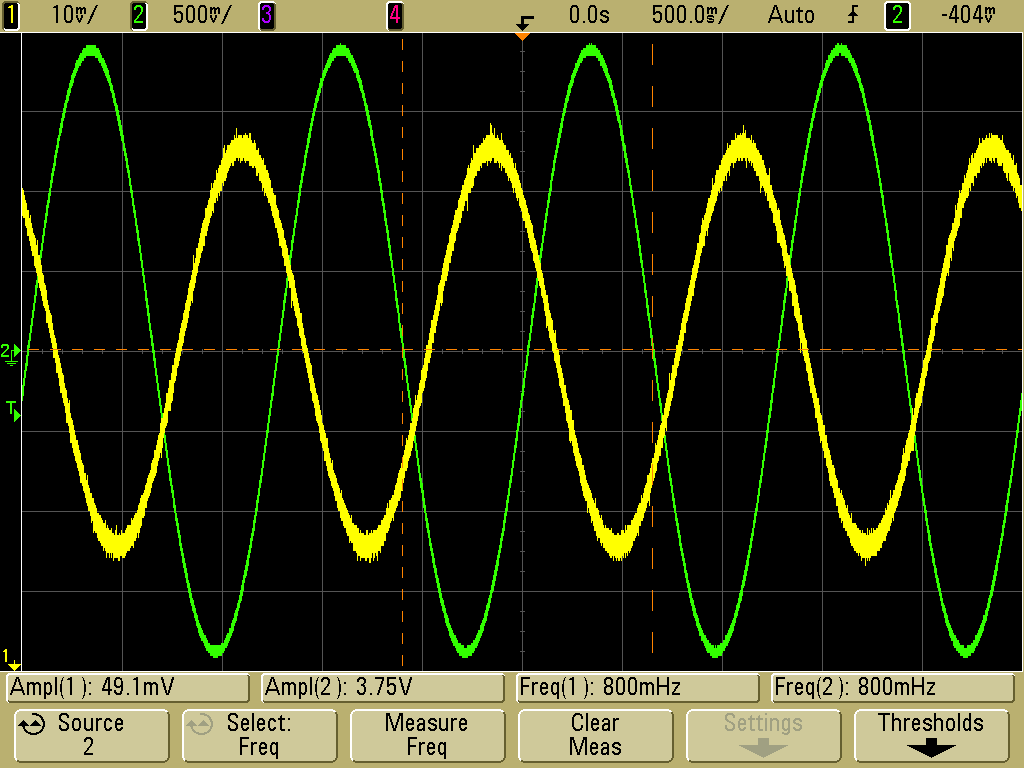 1 10mV/ 2 500mV/ 3 4 0.0s 500.0ms/ Auto 2 -404mV
2
T
1
Ampl(1): 49.1mV Ampl(2): 3.75V Freq(1): 800mHz Freq(2): 800mHz
Source Select: Measure Clear Settings Thresholds
2 Freq Freq Meas